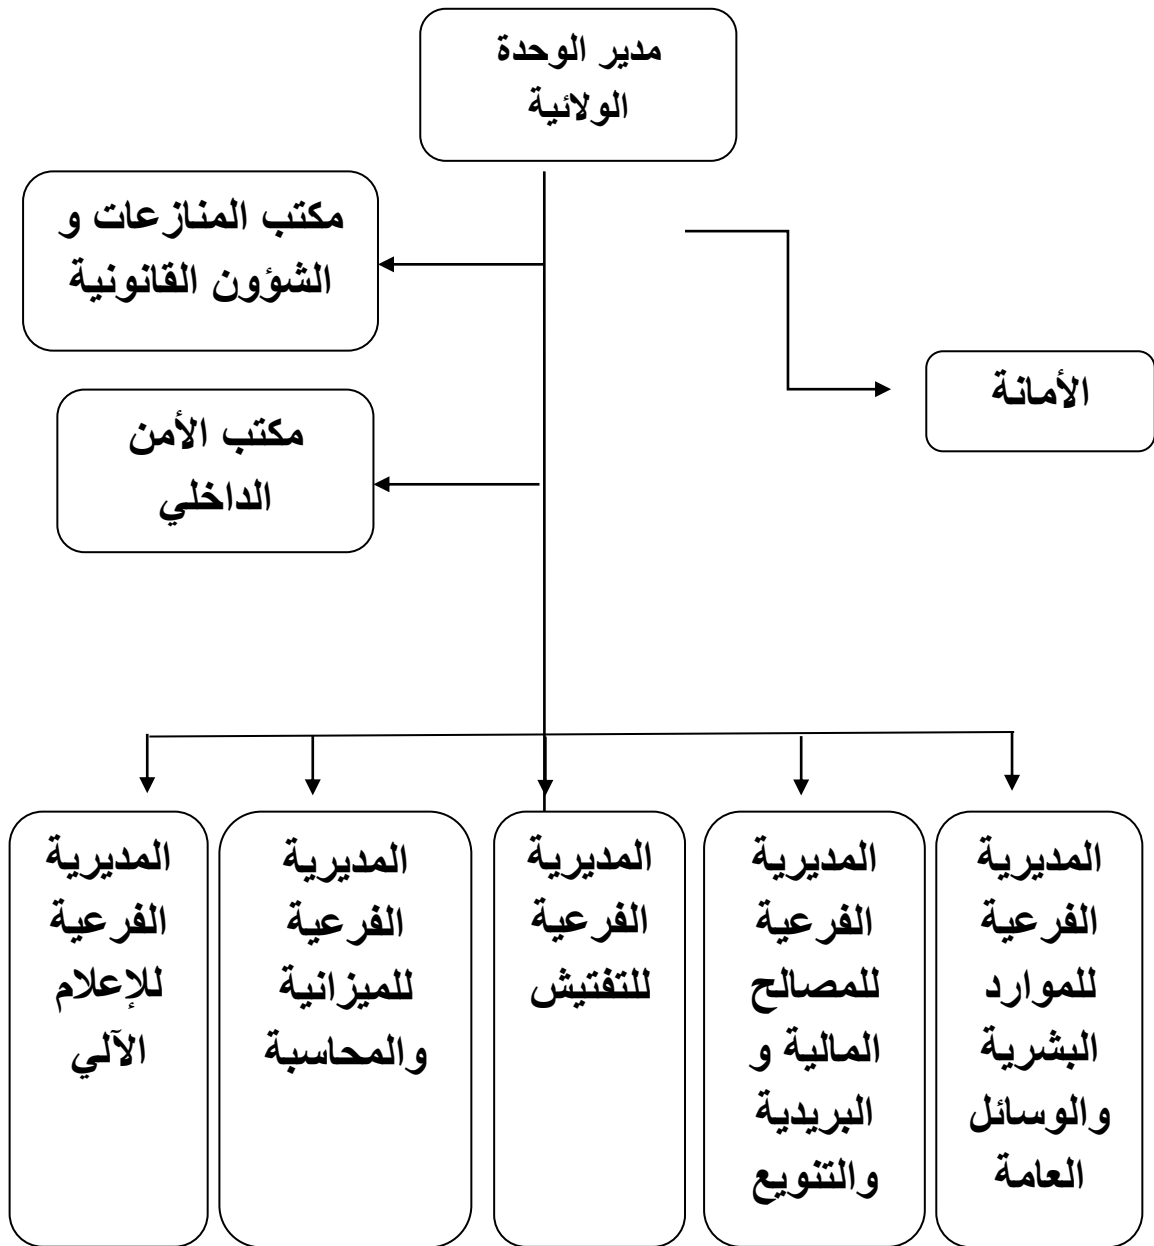 مدير الوحدة
الولائية
مكتب المنازعات و
الشؤون القانونية
الأمانة
مكتب الأمن
الداخلي
المديرية
الفرعية
للموارد
البشرية
والوسائل
العامة
المديرية
الفرعية
للمصالح
المالية و
البريدية
والتنويع
المديرية
الفرعية
للتفتيش
المديرية
الفرعية
للميزانية
والمحاسبة
المديرية
الفرعية
للإعلام
الآلي